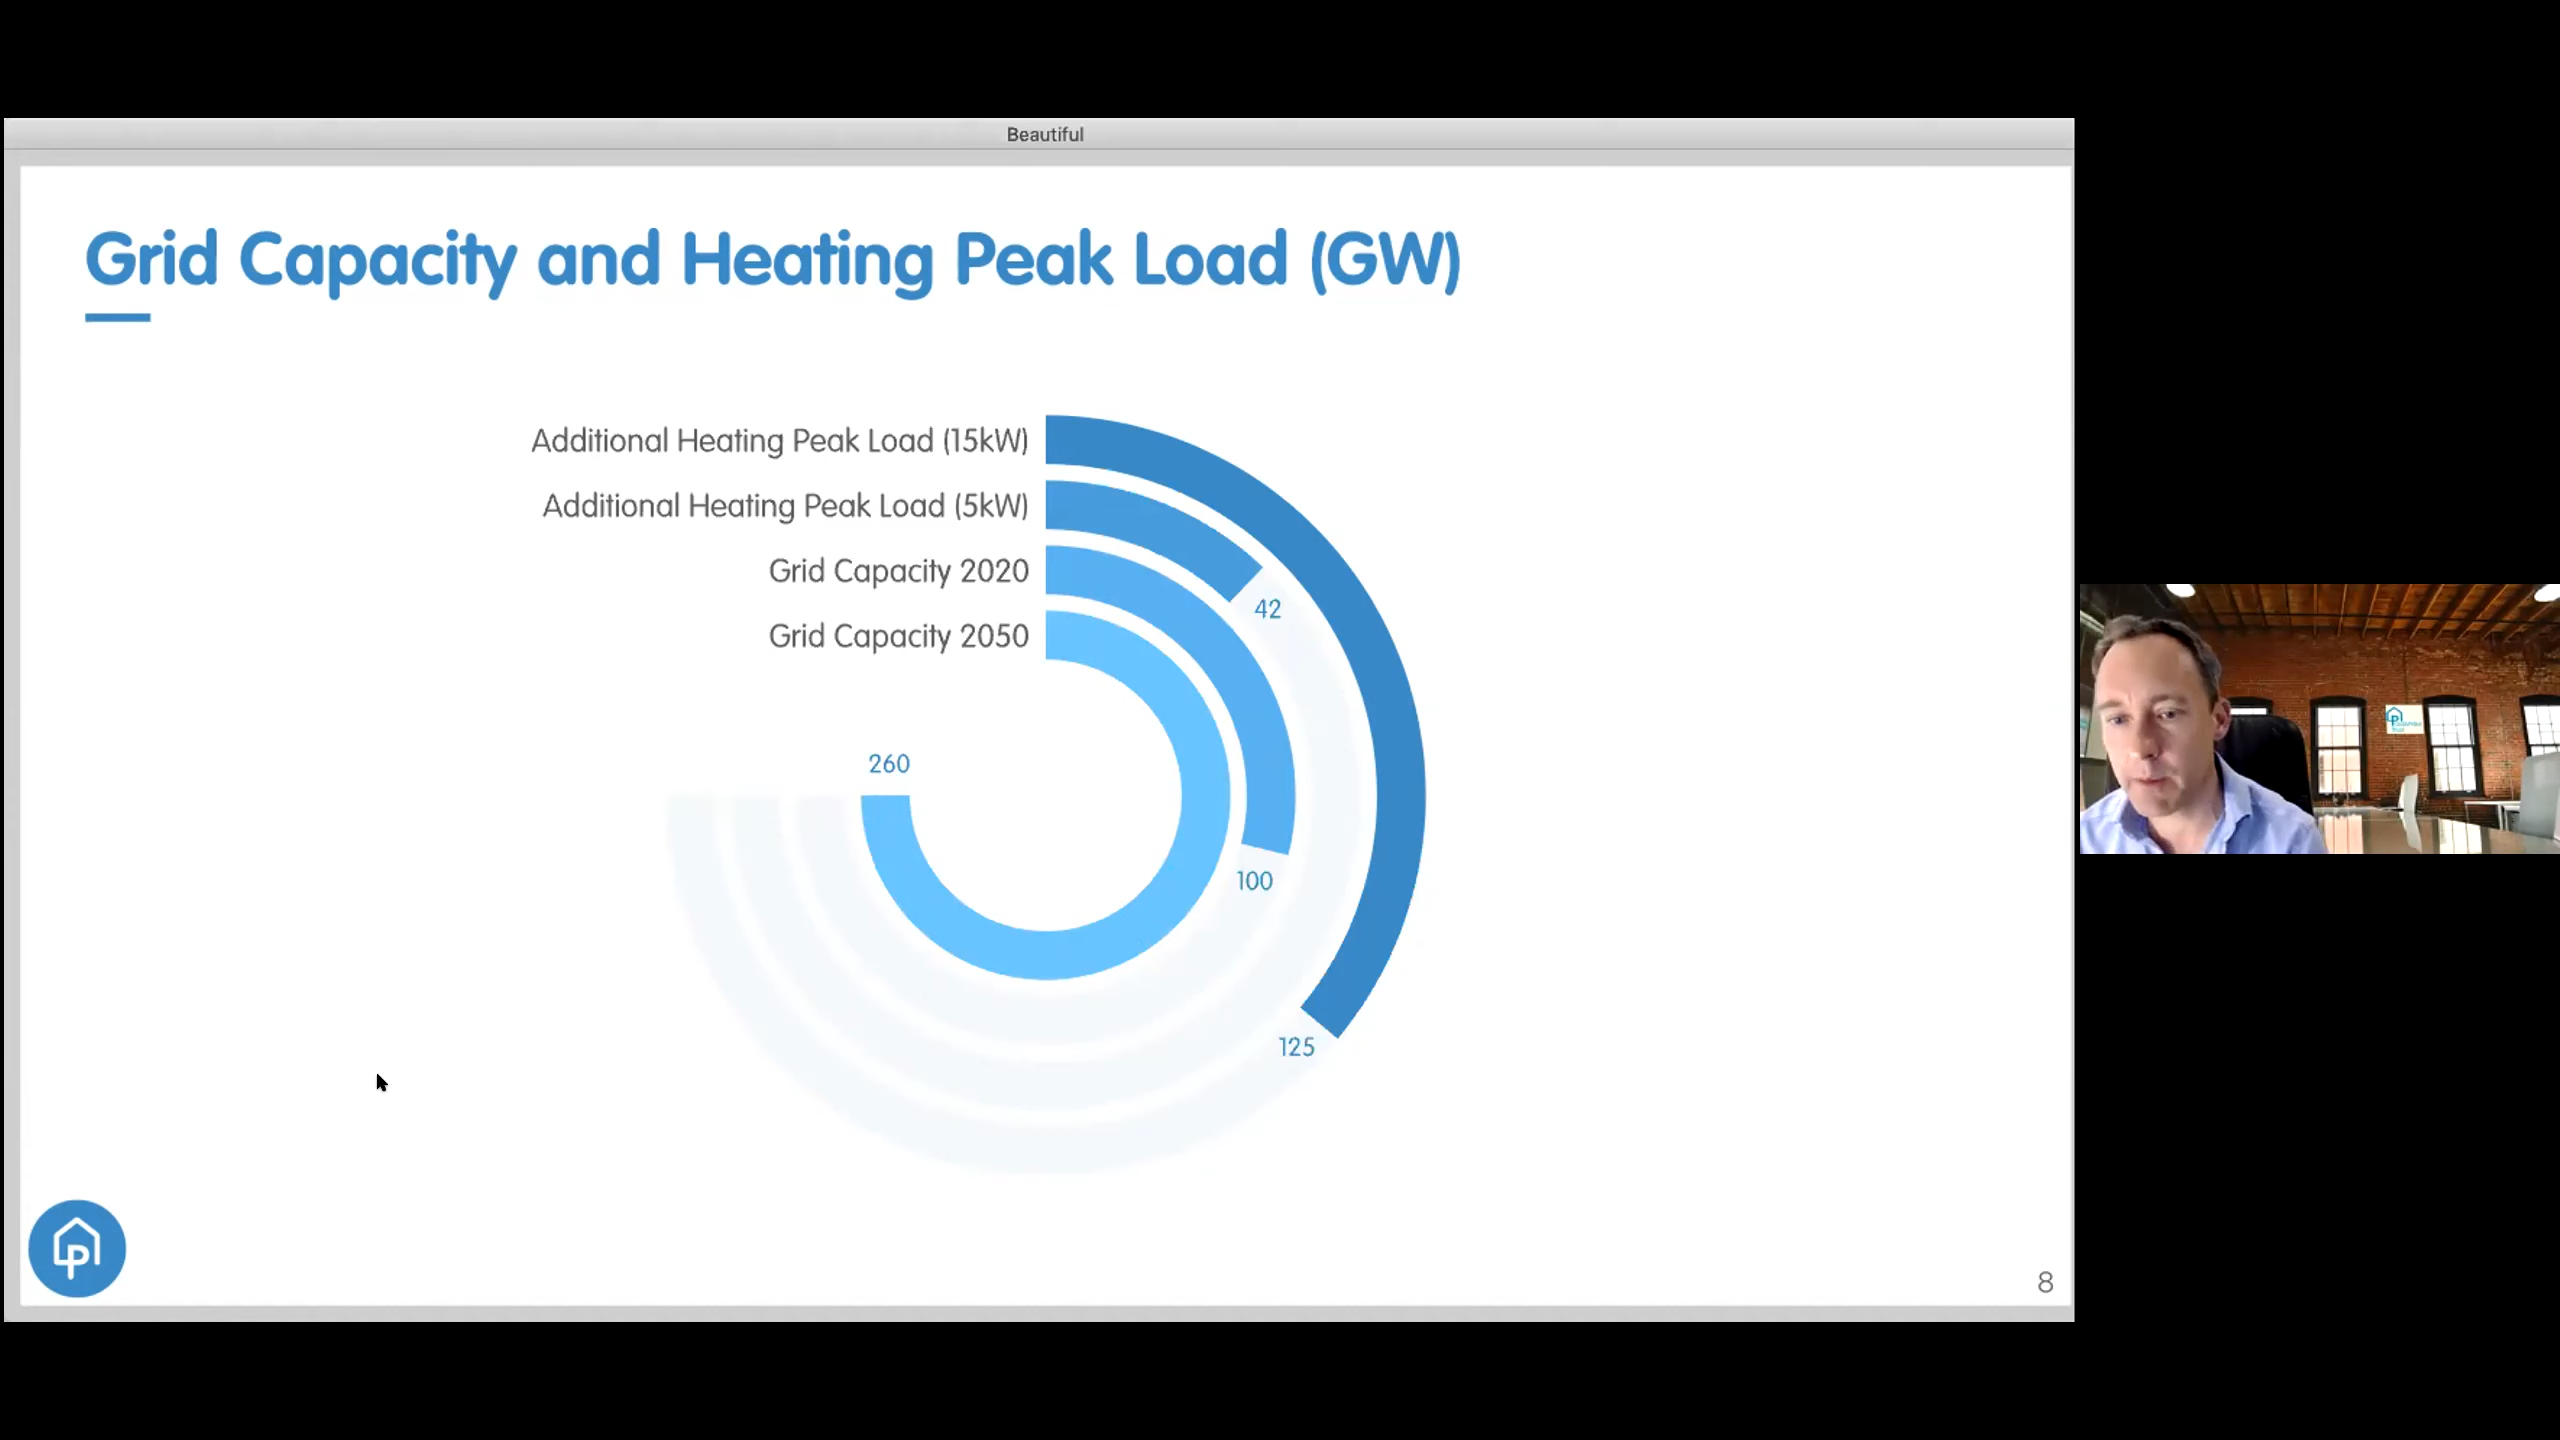 Beautiful
Grid Capacity and Heating Peak Load (GW)
Additional Heating Peak Load (15kW)
Additional Heating Peak Load (5kW)
Grid Capacity 2020
Grid Capacity 2050
42
260
100
125
8